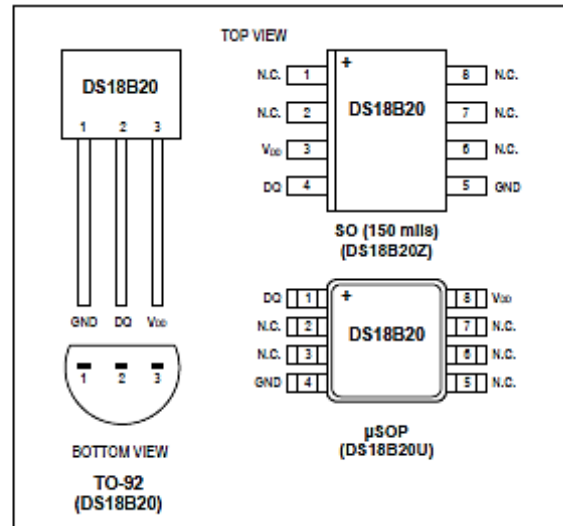 DS18B20
1 2 3
GND DQ VDD
1 2 3
BOTTOM VIEW
TO-92
(DS18B20)
TOP VIEW
+
DS18B20
N.C. 1 8 N.C.
N.C. 2 7 N.C.
VDD 3 6 N.C.
DQ 4 5 GND
SO (150 mils)
(DS18B20Z)
+
DS18B20
DQ 1 8 VDD
N.C. 2 7 N.C.
N.C. 3 6 N.C.
GND 4 5 N.C.
µSOP
(DS18B20U)